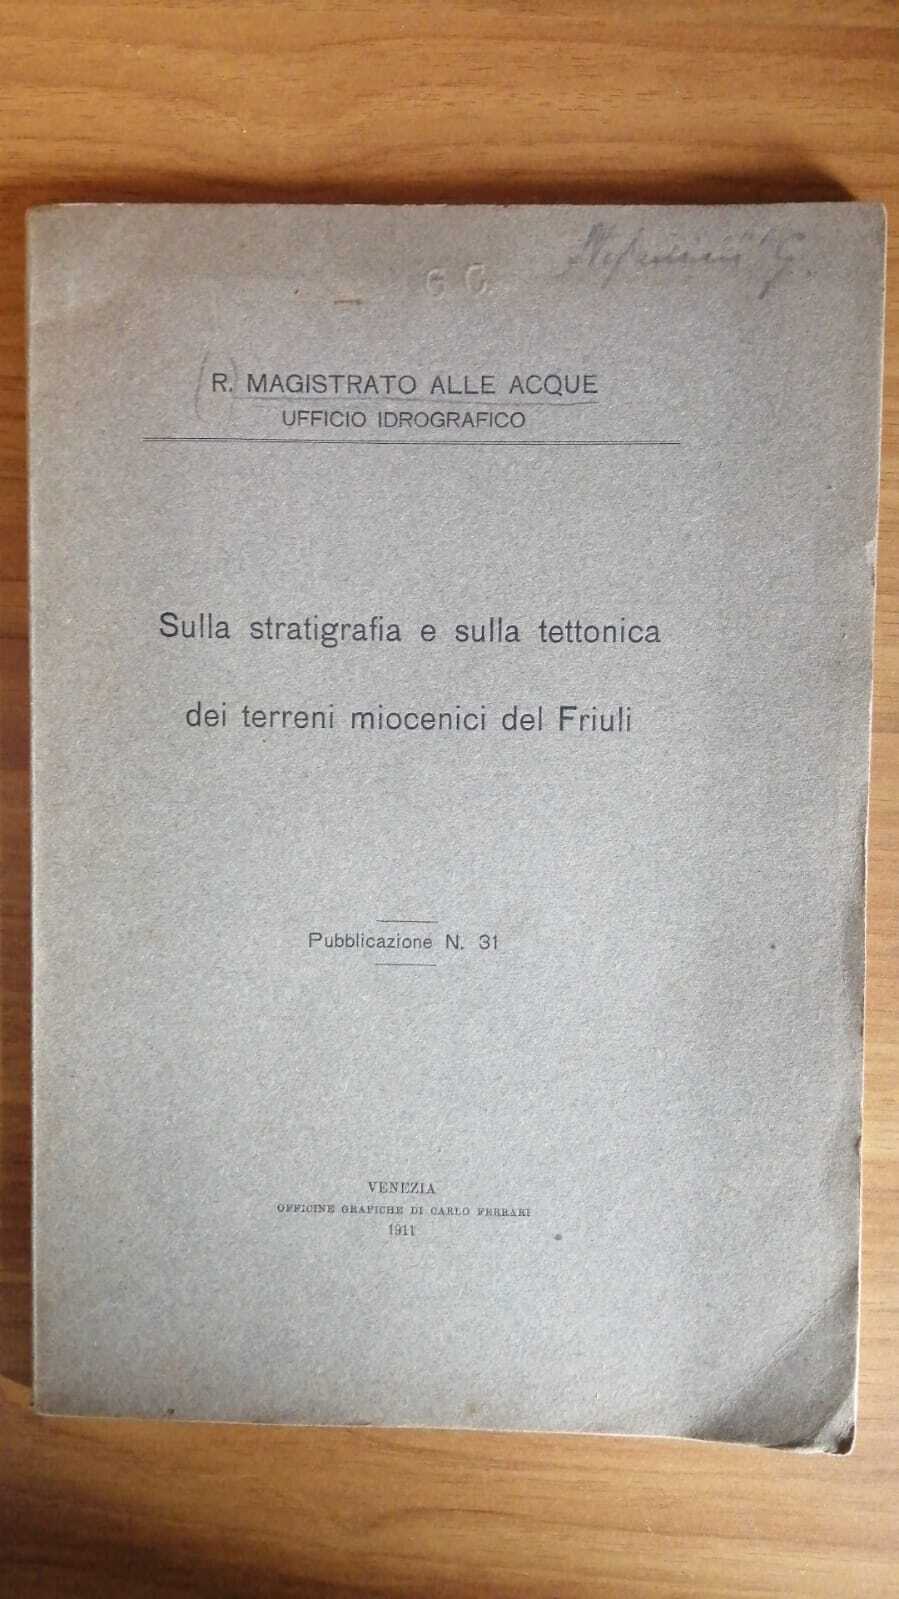 G C
R. MAGISTRATO ALLE ACQUE
UFFICIO IDROGRAFICO
Sulla stratigrafia e sulla tettonica
dei terreni miocenici del Friuli
Pubblicazione N. 31
VENEZIA
OFFICINE GRAFICHE DI CARLO FERRARI
1911